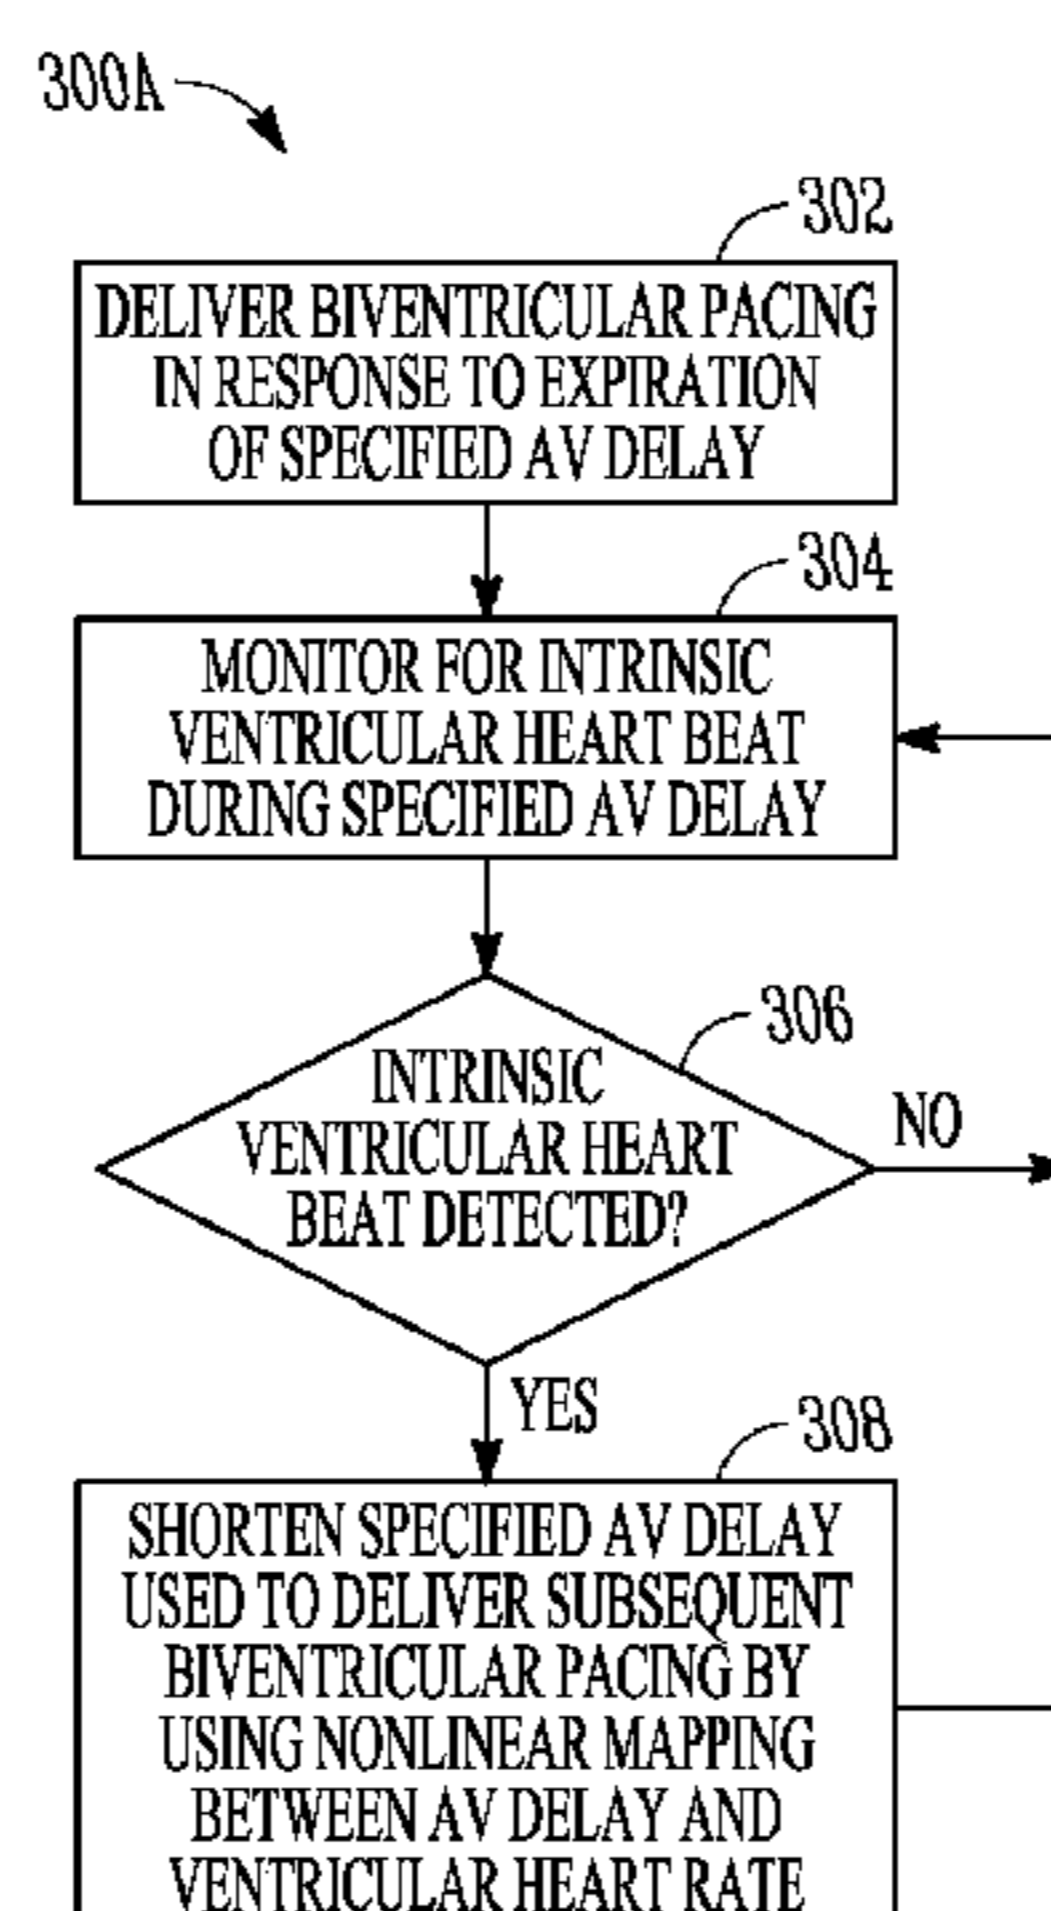 300A
302
DELIVER BIVENTRICULAR PACING
IN RESPONSE TO EXPIRATION
OF SPECIFIED AV DELAY
304
MONITOR FOR INTRINSIC
VENTRICULAR HEART BEAT
DURING SPECIFIED AV DELAY
306
INTRINSIC
VENTRICULAR HEART
BEAT DETECTED?
NO
YES
308
SHORTEN SPECIFIED AV DELAY
USED TO DELIVER SUBSEQUENT
BIVENTRICULAR PACING BY
USING NONLINEAR MAPPING
BETWEEN AV DELAY AND
VENTRICULAR HEART RATE